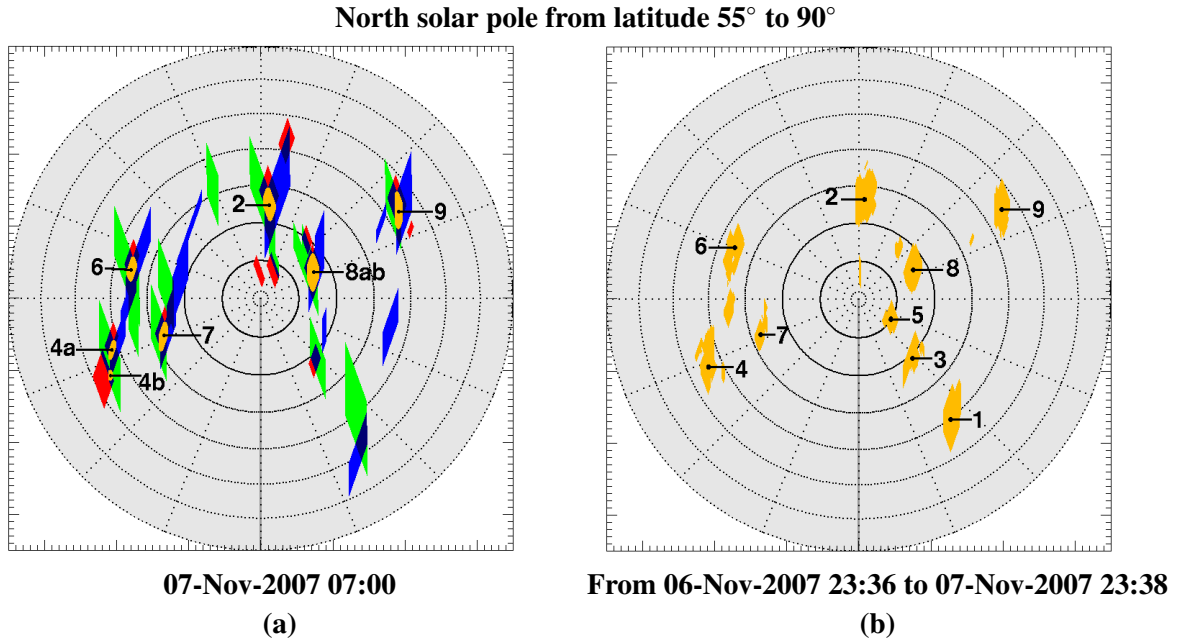 North solar pole from latitude 55° to 90°
2
9
6
8ab
7
4a
4b
2
9
6
8
5
7
3
4
1
07-Nov-2007 07:00
From 06-Nov-2007 23:36 to 07-Nov-2007 23:38
(a)
(b)